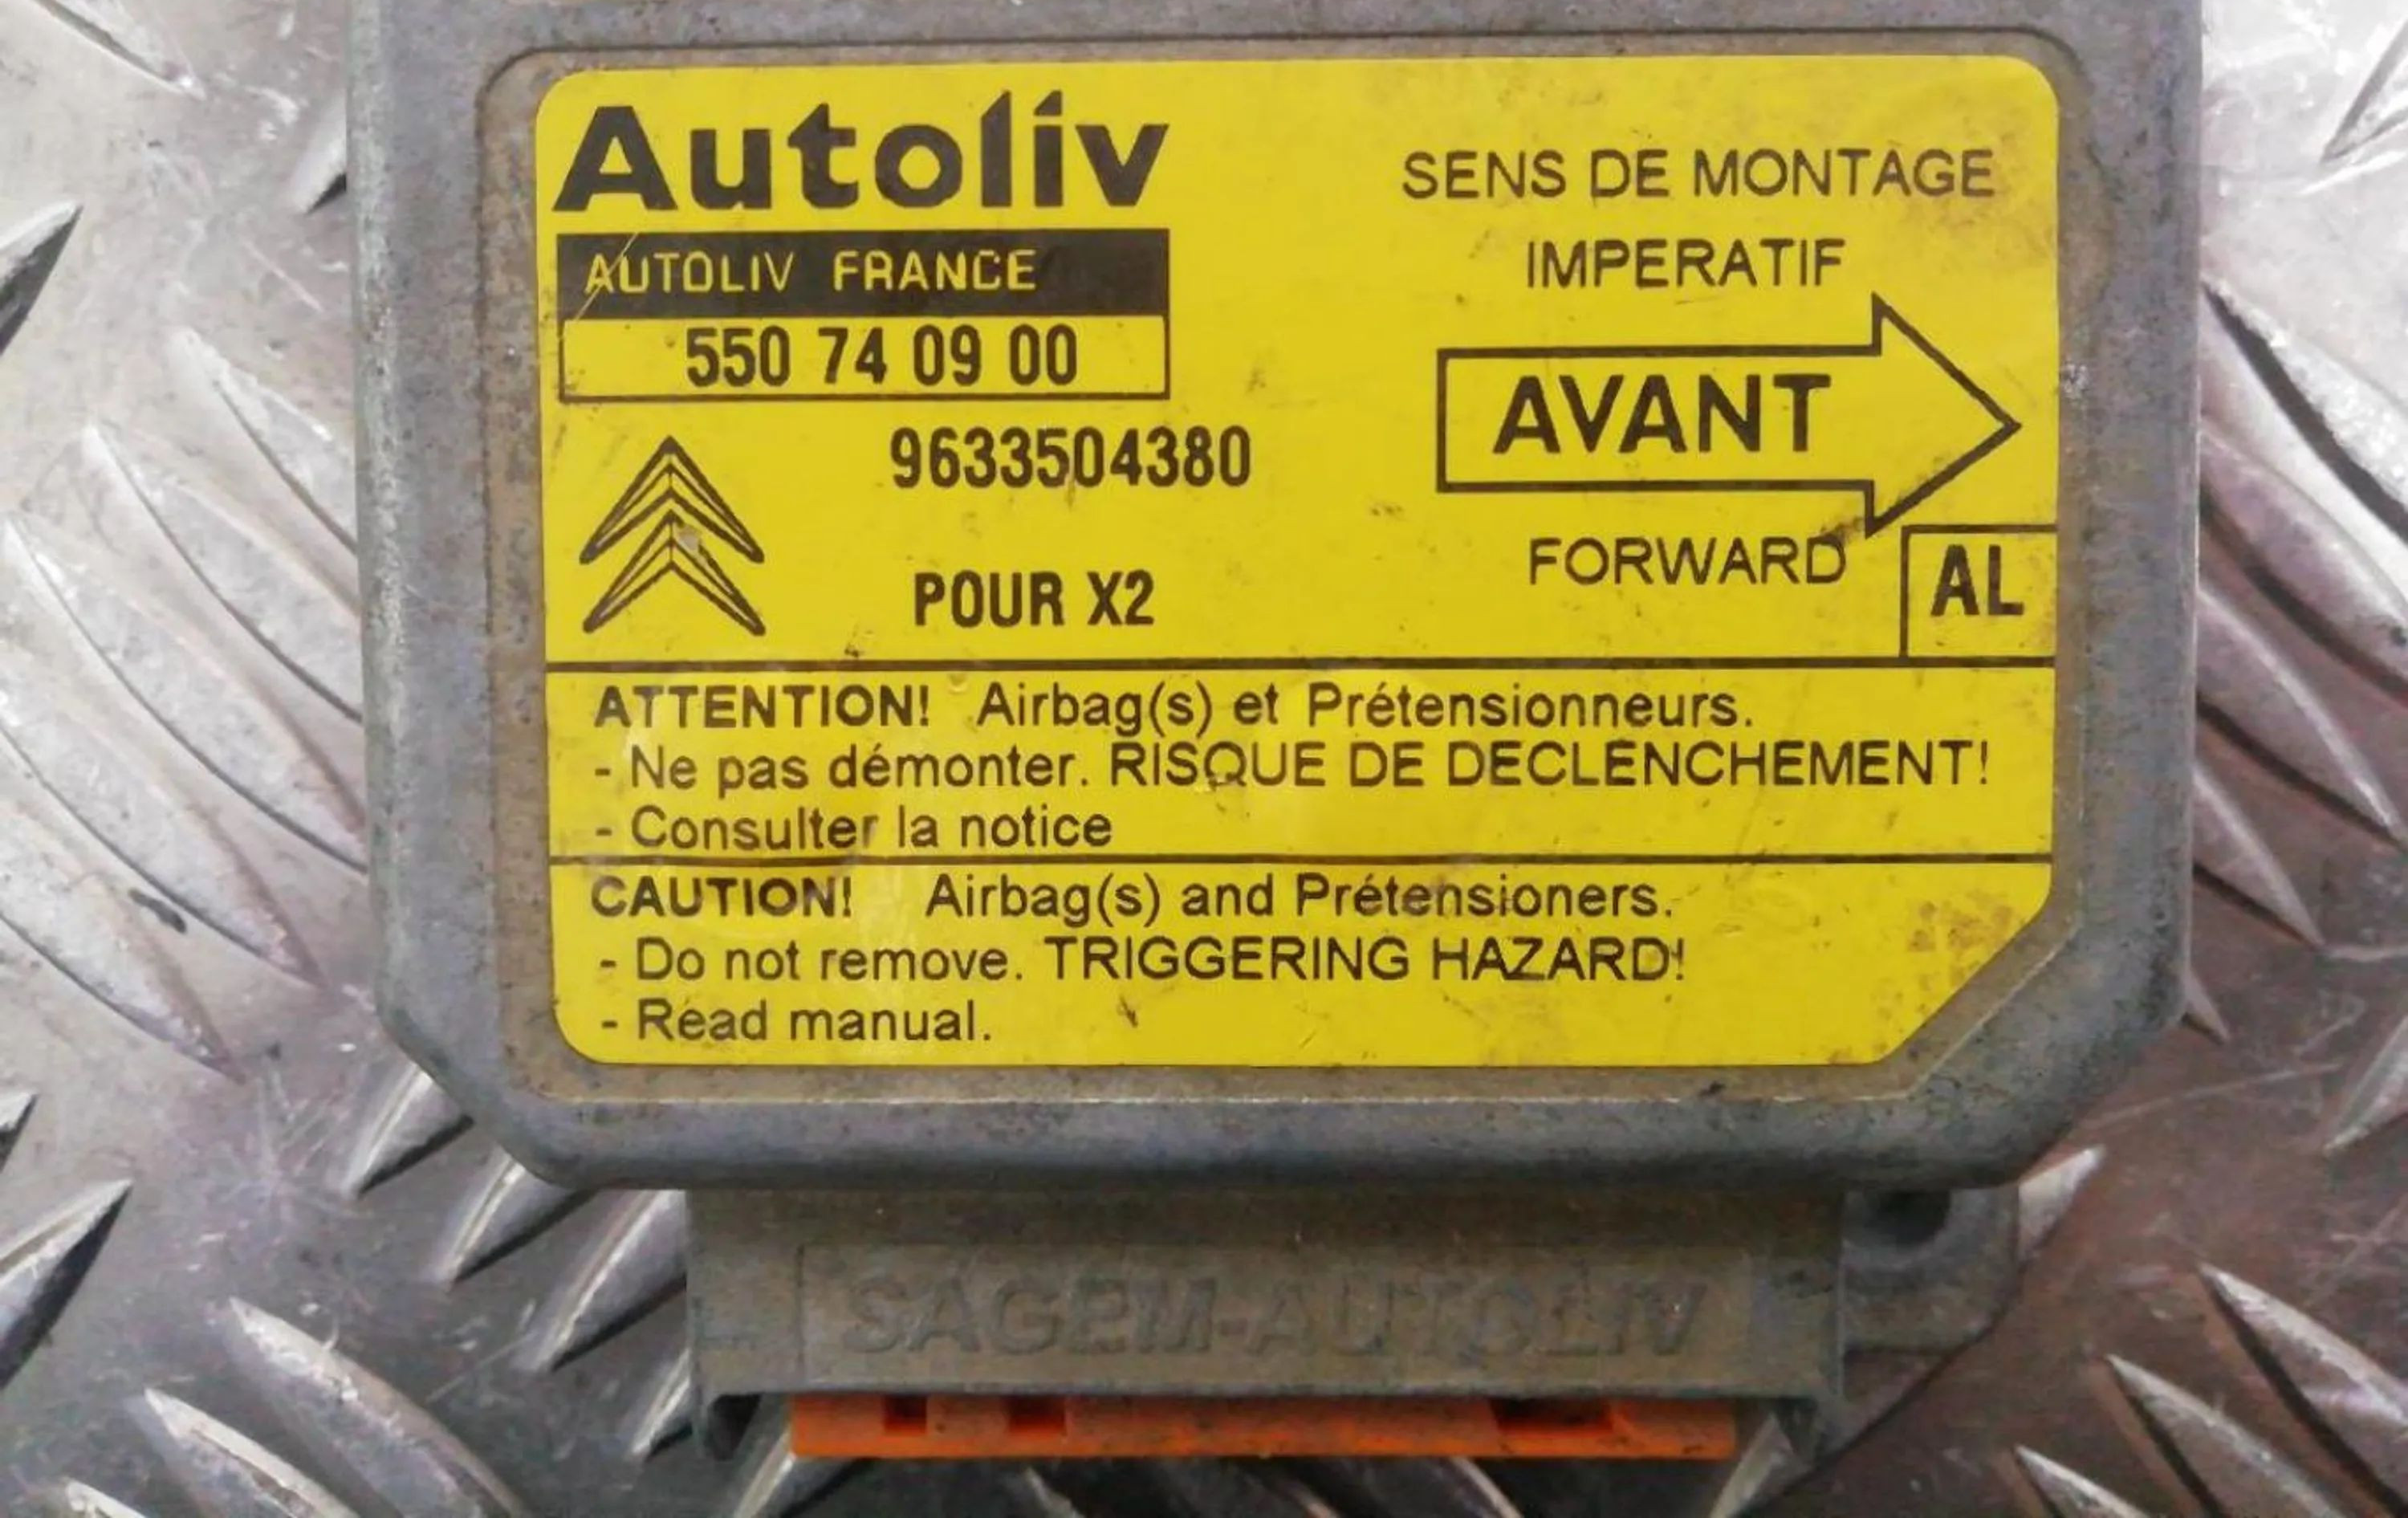 Autoliv
AUTOLIV FRANCE
550 74 09 00
9633504380
POUR X2
SENS DE MONTAGE
IMPERATIF
AVANT
FORWARD
AL
ATTENTION! Airbag(s) et Prétensionneurs.
- Ne pas démonter. RISQUE DE DECLENCHEMENT!
- Consulter la notice
CAUTION! Airbag(s) and Prétensioners.
- Do not remove. TRIGGERING HAZARD!
- Read manual.
SAGEM-AUTOLIV